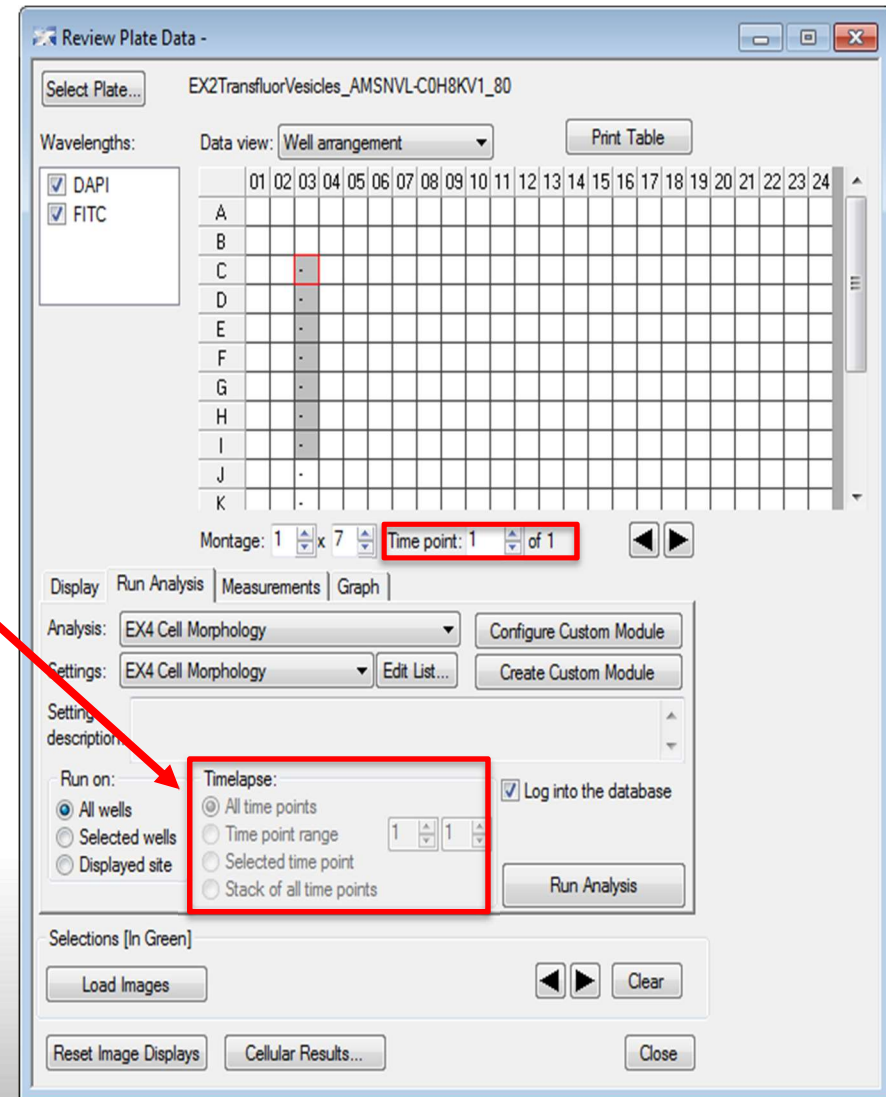 Review Plate Data -
Select Plate... EX2TransfluorVesicles_AMSNVL-C0H8KV1_80
Wavelengths: Data view: Well arrangement Print Table
DAPI
FITC
01 02 03 04 05 06 07 08 09 10 11 12 13 14 15 16 17 18 19 20 21 22 23 24
A
B
C -
D -
E -
F -
G -
H -
I -
J -
K -
Montage: 1 x 7 Time point: 1 of 1
Display Run Analysis Measurements Graph
Analysis: EX4 Cell Morphology Configure Custom Module
Settings: EX4 Cell Morphology Edit List... Create Custom Module
Setting
description:
Run on: Timelapse: Log into the database
All wells All time points
Selected wells Time point range 1 1
Displayed site Selected time point
Stack of all time points Run Analysis
Selections [In Green]
Load Images Clear
Reset Image Displays Cellular Results... Close